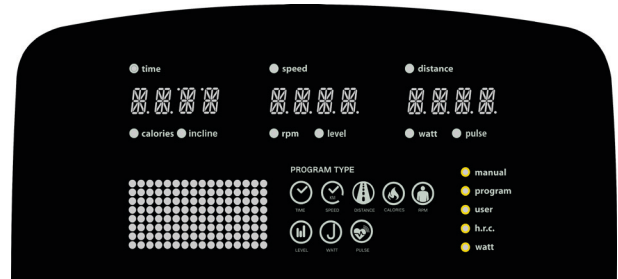 time speed distance
calories incline rpm level watt pulse
PROGRAM TYPE
manual
program
user
h.r.c.
watt
TIME SPEED DISTANCE CALORICS RPM
LEVEL WATT PULSE